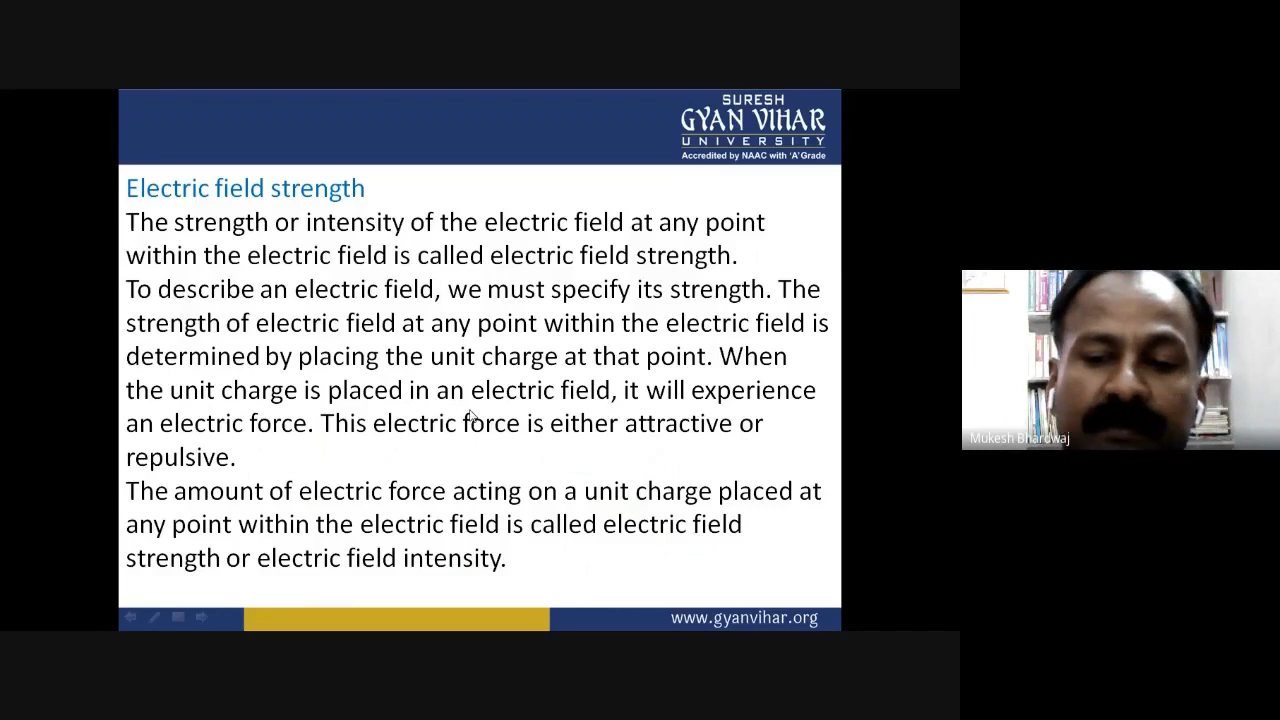 SURESH
GYAN VIHAR
UNIVERSITY
Accredited by NAAC with 'A' Grade
Electric field strength
The strength or intensity of the electric field at any point
within the electric field is called electric field strength.
To describe an electric field, we must specify its strength. The
strength of electric field at any point within the electric field is
determined by placing the unit charge at that point. When
the unit charge is placed in an electric field, it will experience
an electric force. This electric force is either attractive or
repulsive.
The amount of electric force acting on a unit charge placed at
any point within the electric field is called electric field
strength or electric field intensity.
www.gyanvihar.org
Mukesh Bhardwaj